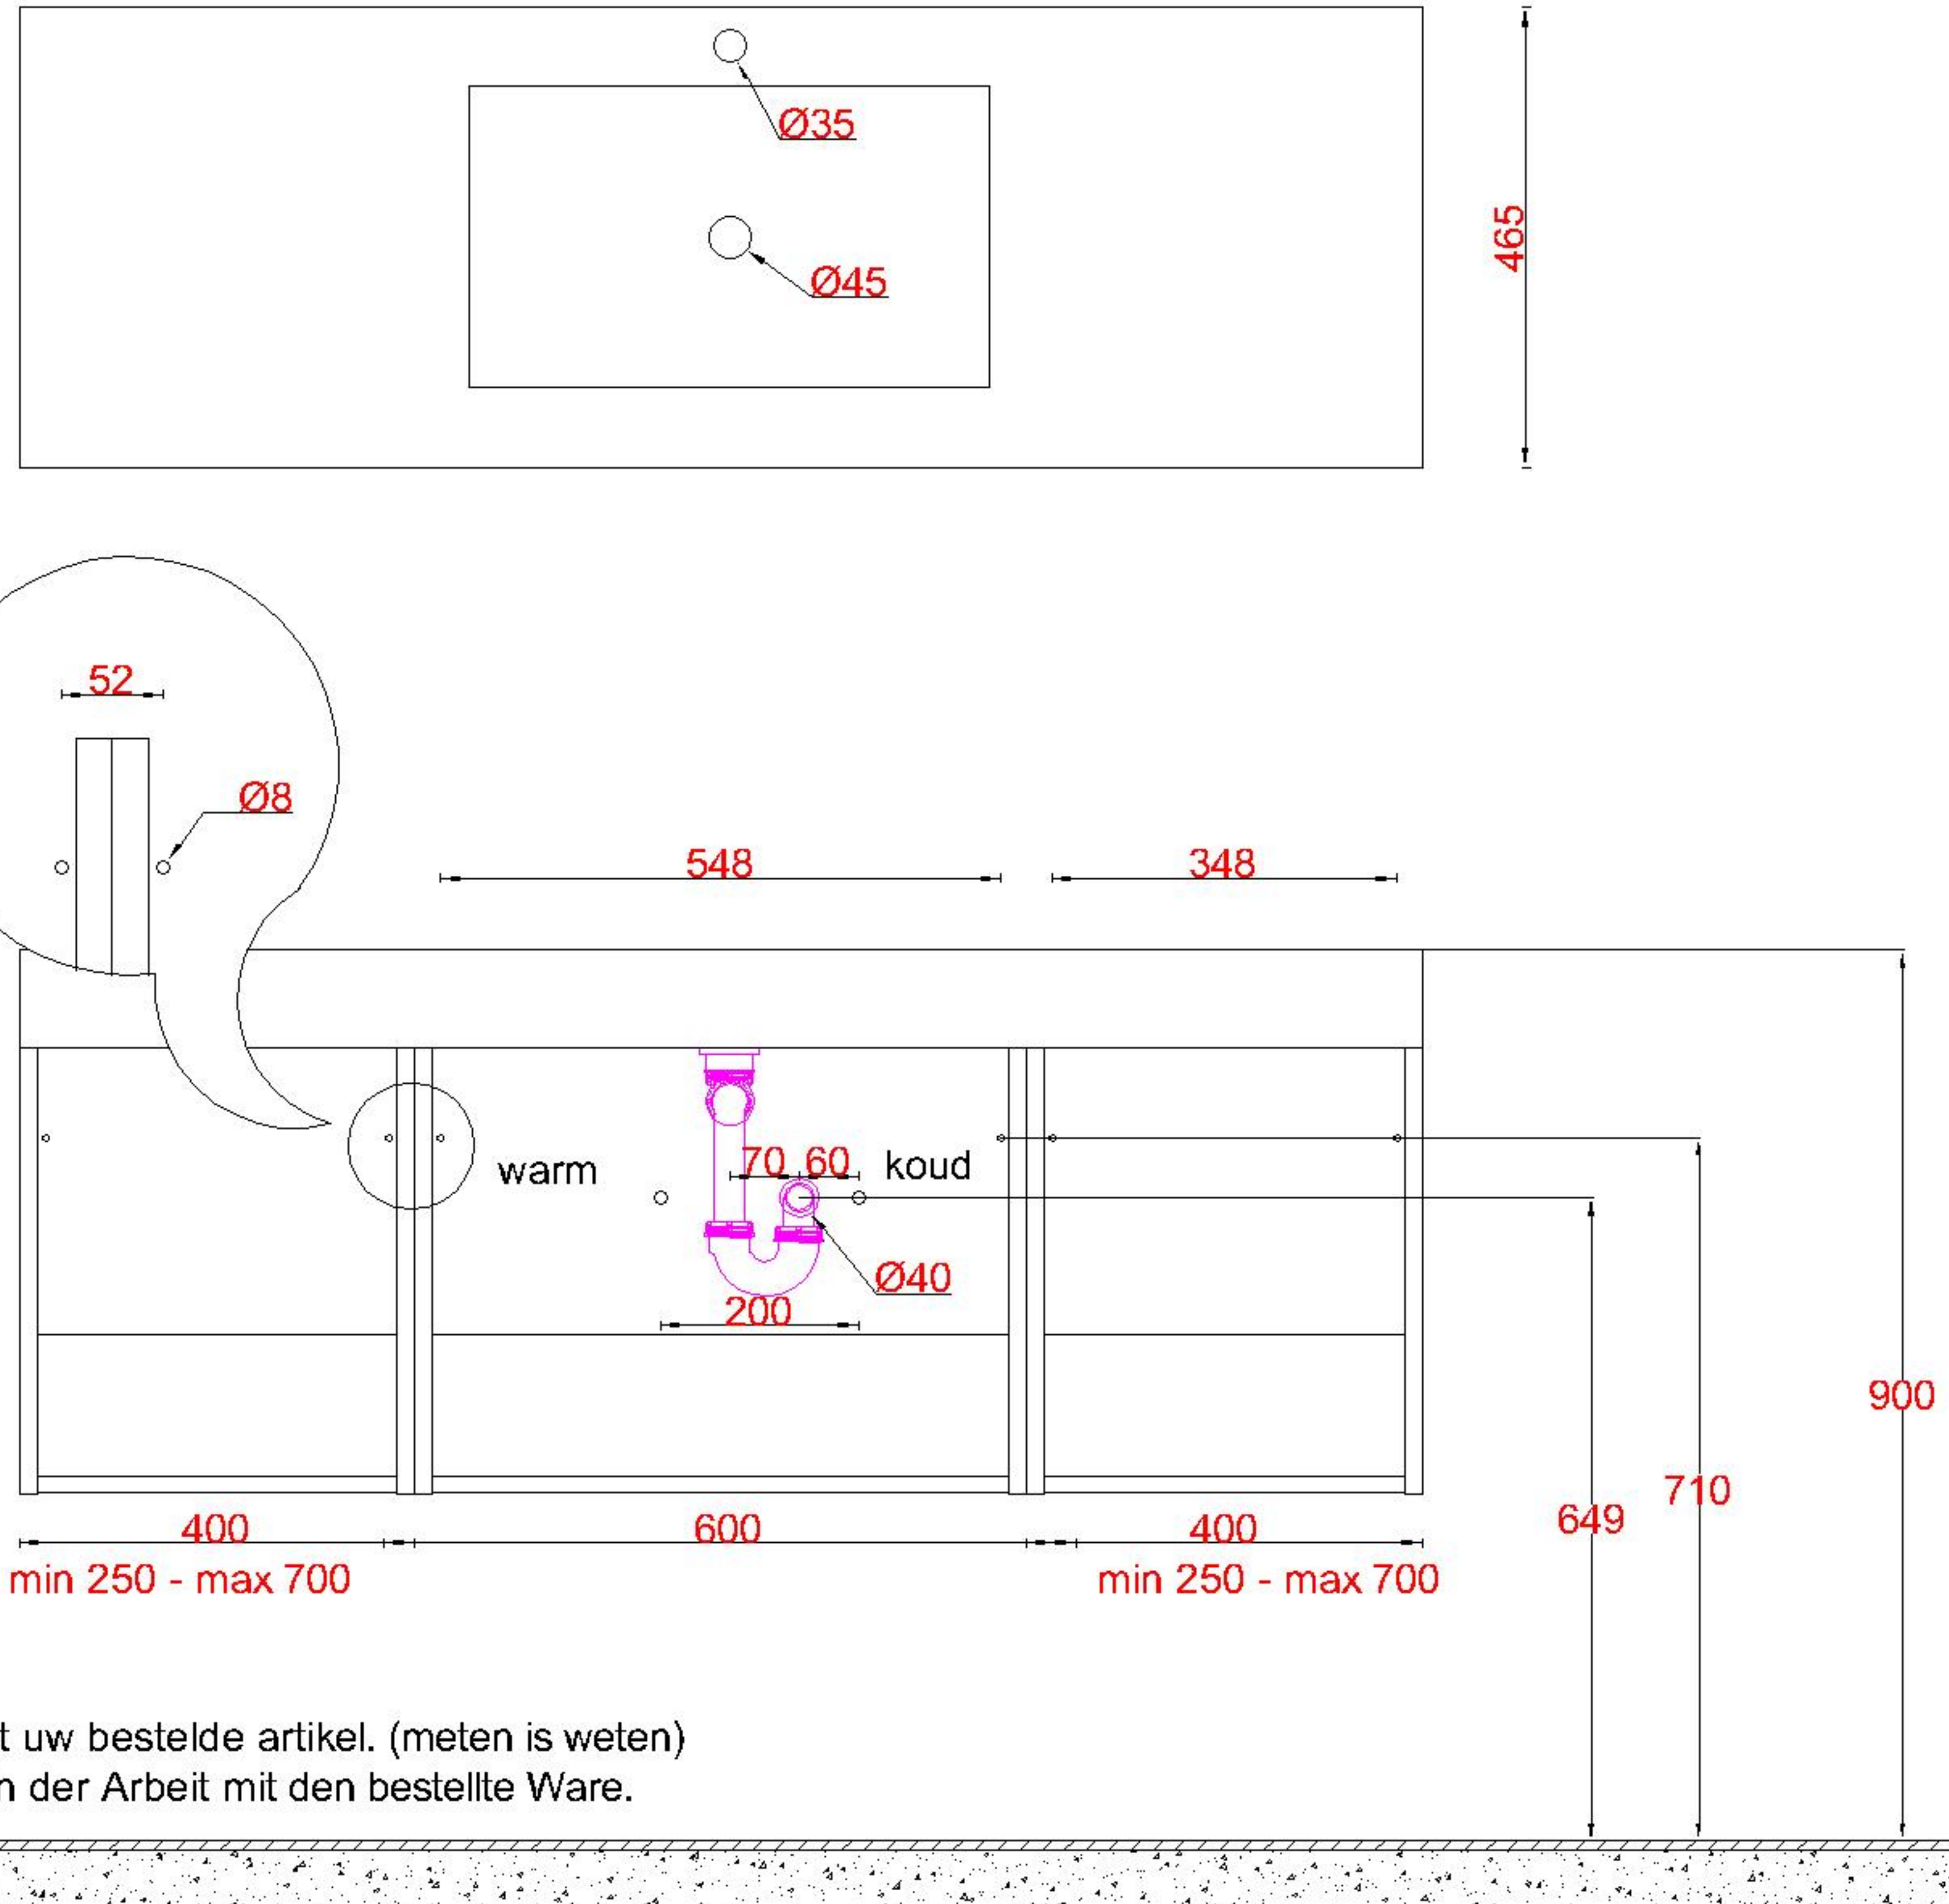 Ø35
Ø45
465
52
Ø8
548
348
warm
70
60
koud
Ø40
200
900
710
649
400
600
400
min 250 - max 700
min 250 - max 700
t uw bestelde artikel. (meten is weten)
n der Arbeit mit den bestellte Ware.